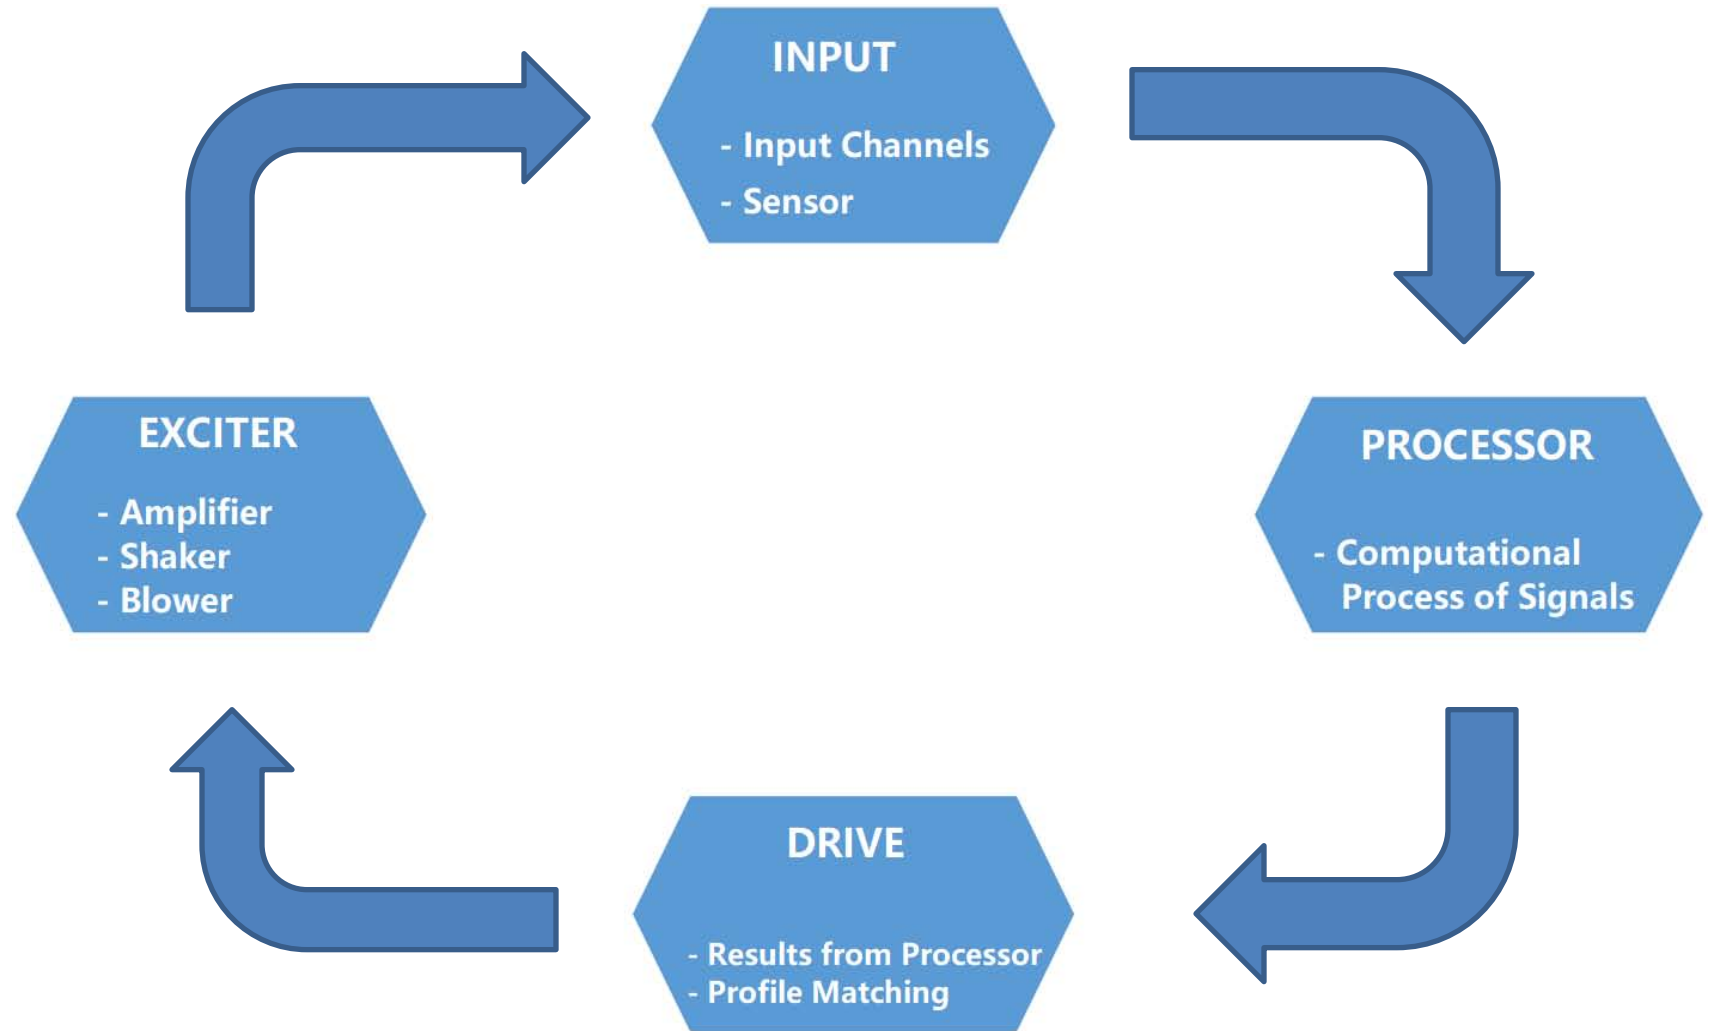 INPUT
- Input Channels
- Sensor
EXCITER
- Amplifier
- Shaker
- Blower
PROCESSOR
- Computational
Process of Signals
DRIVE
- Results from Processor
- Profile Matching